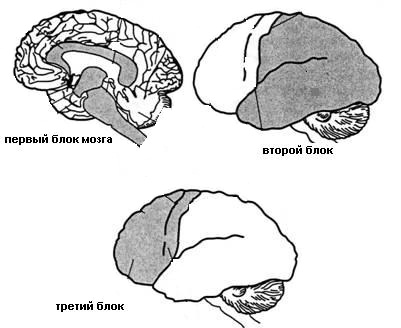 первый блок мозга
второй блок
третий блок